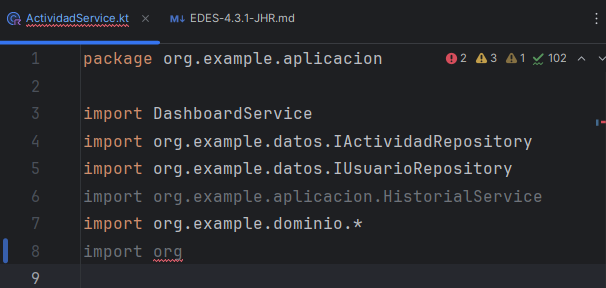 ActividadService.kt × M↓ EDES-4.3.1-JHR.md
1 package org.example.aplicacion 2 3 1 102
2
3 import DashboardService
4 import org.example.datos.IActividadRepository
5 import org.example.datos.IUsuarioRepository
6 import org.example.aplicacion.HistorialService
7 import org.example.dominio.*
8 import org
9